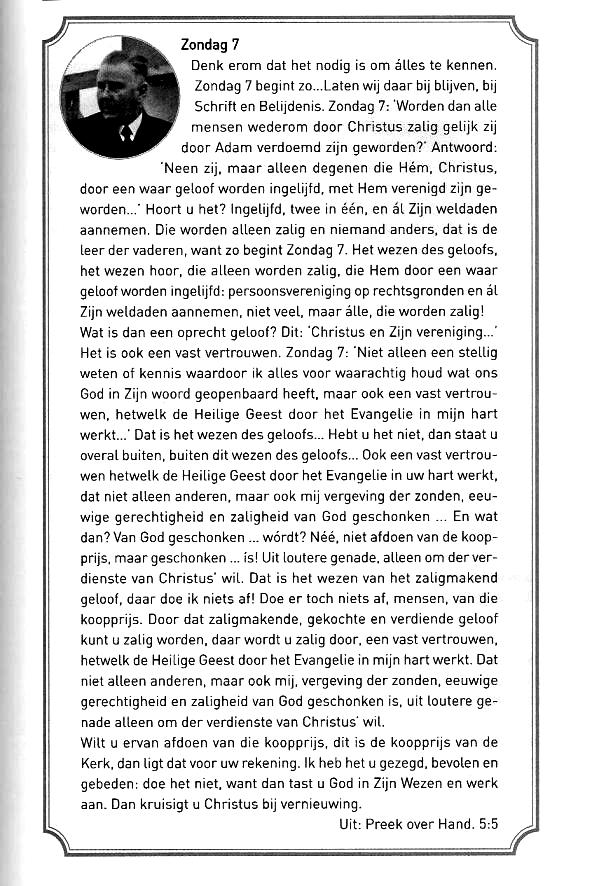 Zondag 7
Denk erom dat het nodig is om álles te kennen.
Zondag 7 begint zo...Laten wij daar bij blijven, bij
Schrift en Belijdenis. Zondag 7: 'Worden dan alle
mensen wederom door Christus zalig gelijk zij
door Adam verdoemd zijn geworden?' Antwoord:
'Neen zij, maar alleen degenen die Hém, Christus,
door een waar geloof worden ingelijfd, met Hem verenigd zijn ge-
worden...' Hoort u het? Ingelijfd, twee in één, en ál Zijn weldaden
aannemen. Die worden alleen zalig en niemand anders, dat is de
leer der vaderen, want zo begint Zondag 7. Het wezen des geloofs,
het wezen hoor, die alleen worden zalig, die Hem door een waar
geloof worden ingelijfd: persoonsvereniging op rechtsgronden en ál
Zijn weldaden aannemen, niet veel, maar álle, die worden zalig!
Wat is dan een oprecht geloof? Dit: 'Christus en Zijn vereniging...'
Het is ook een vast vertrouwen. Zondag 7: 'Niet alleen een stellig
weten of kennis waardoor ik alles voor waarachtig houd wat ons
God in Zijn woord geopenbaard heeft, maar ook een vast vertrou-
wen, hetwelk de Heilige Geest door het Evangelie in mijn hart
werkt...' Dat is het wezen des geloofs... Hebt u het niet, dan staat u
overal buiten, buiten dit wezen des geloofs... Ook een vast vertrou-
wen hetwelk de Heilige Geest door het Evangelie in uw hart werkt,
dat niet alleen anderen, maar ook mij vergeving der zonden, eeu-
wige gerechtigheid en zaligheid van God geschonken ... En wat
dan? Van God geschonken ... wórdt? Néé, niet afdoen van de koop-
prijs, maar geschonken ... ís! Uit loutere genade, alleen om der ver-
dienste van Christus' wil. Dat is het wezen van het zaligmakend
geloof, daar doe ik niets af! Doe er toch niets af, mensen, van die
koopprijs. Door dat zaligmakende, gekochte en verdiende geloof
kunt u zalig worden, daar wordt u zalig door, een vast vertrouwen,
hetwelk de Heilige Geest door het Evangelie in mijn hart werkt. Dat
niet alleen anderen, maar ook mij, vergeving der zonden, eeuwige
gerechtigheid en zaligheid van God geschonken is, uit loutere ge-
nade alleen om der verdienste van Christus' wil.
Wilt u ervan afdoen van die koopprijs, dit is de koopprijs van de
Kerk, dan ligt dat voor uw rekening. Ik heb het u gezegd, bevolen en
gebeden: doe het niet, want dan tast u God in Zijn Wezen en werk
aan. Dan kruisigt u Christus bij vernieuwing.
Uit: Preek over Hand. 5:5